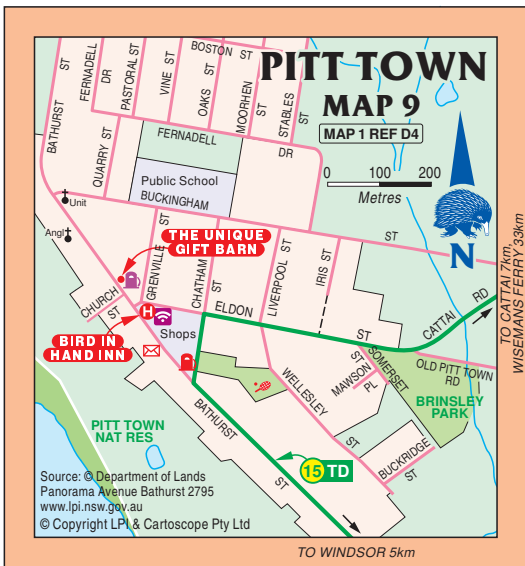 PITT TOWN
MAP 9
MAP 1 REF D4
0 100 200
Metres
N
BATHURST ST
FERNADELL DR
PASTORAL ST
VINE ST
BOSTON ST
OAKS ST
MOORHEN ST
STABLES ST
FERNADELL
DR
QUARRY ST
Public School
BUCKINGHAM
ST
Unit
Angl
THE UNIQUE
GIFT BARN
GRENVILLE ST
CHATHAM ST
LIVERPOOL ST
IRIS ST
CHURCH ST
H
ELDON
ST
CATTAI RD
TO CATTAI 7km,
WISEMANS FERRY 33km
BIRD IN
HAND INN
Shops
WELLESLEY
ST
MAWSON
ST
PL
SOMERSET
OLD PITT TOWN
RD
BRINSLEY
PARK
BUCKRIDGE
ST
PITT TOWN
NAT RES
BATHURST
ST
15 TD
Source: © Department of Lands
Panorama Avenue Bathurst 2795
www.lpi.nsw.gov.au
© Copyright LPI & Cartoscope Pty Ltd
TO WINDSOR 5km